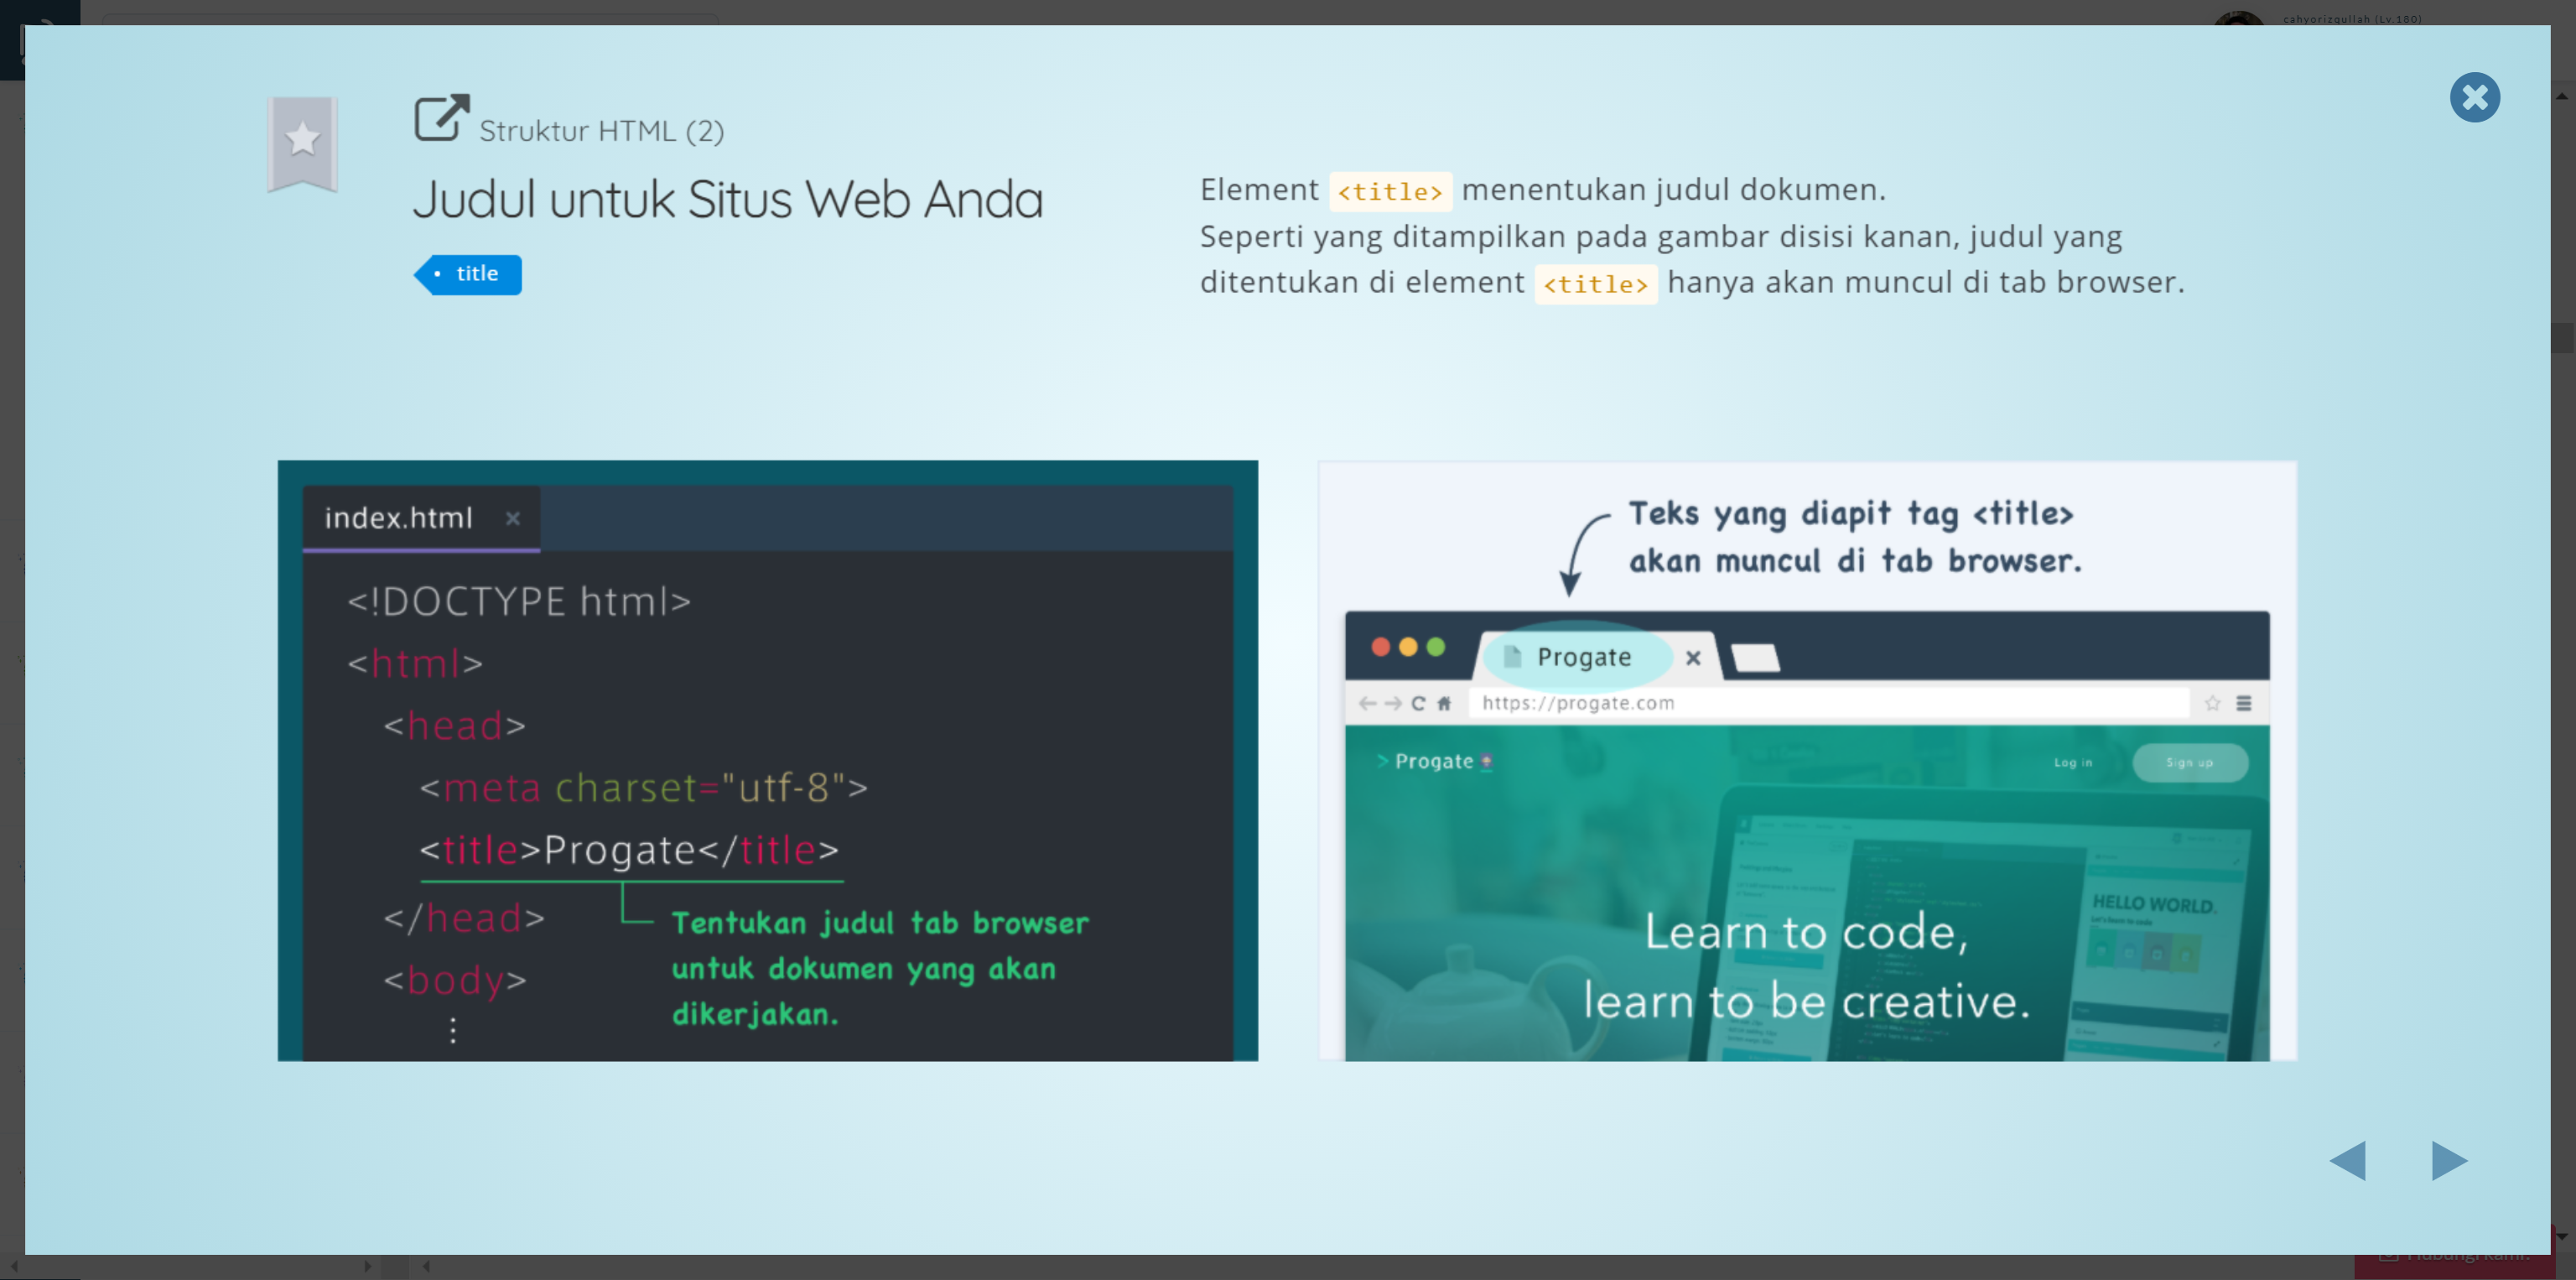 cahyorizqullah (Lv.180)
Struktur HTML (2)
Judul untuk Situs Web Anda
• title
Element <title> menentukan judul dokumen.
Seperti yang ditampilkan pada gambar disisi kanan, judul yang
ditentukan di element <title> hanya akan muncul di tab browser.
index.html ×
<!DOCTYPE html>
<html>
<head>
<meta charset="utf-8">
<title>Progate</title>
</head>
<body>
⋮
Tentukan judul tab browser
untuk dokumen yang akan
dikerjakan.
Teks yang diapit tag <title>
akan muncul di tab browser.
Progate
https://progate.com
> Progate
Log in
Sign up
HELLO WORLD.
Let's learn to code
Learn to code,
learn to be creative.
Hubungi kami.